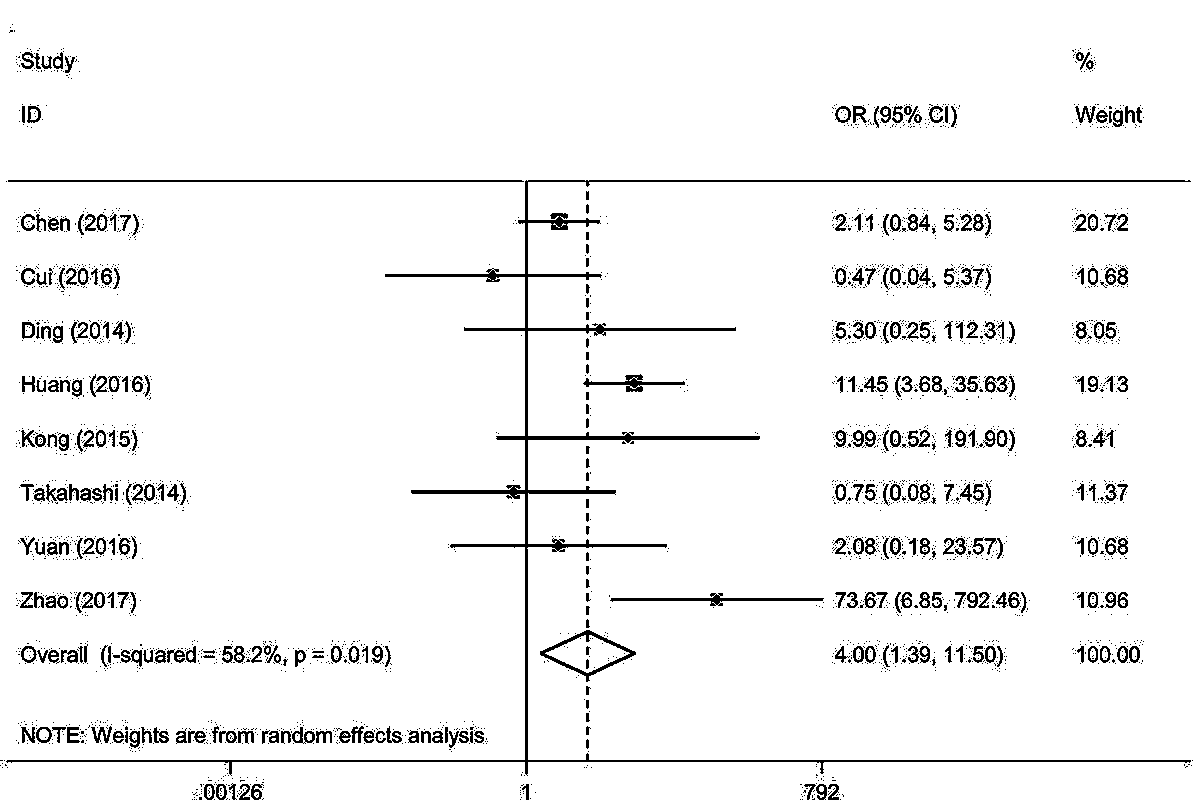 Study %
ID OR (95% CI) Weight
Chen (2017) 2.11 (0.84, 5.28) 20.72
Cui (2016) 0.47 (0.04, 5.37) 10.68
Ding (2014) 5.30 (0.25, 112.31) 8.05
Huang (2016) 11.45 (3.68, 35.63) 19.13
Kong (2015) 9.99 (0.52, 191.90) 8.41
Takahashi (2014) 0.75 (0.08, 7.45) 11.37
Yuan (2016) 2.08 (0.18, 23.57) 10.68
Zhao (2017) 73.67 (6.85, 792.46) 10.96
Overall (I-squared = 58.2%, p = 0.019) 4.00 (1.39, 11.50) 100.00
NOTE: Weights are from random effects analysis
.00126 1 792